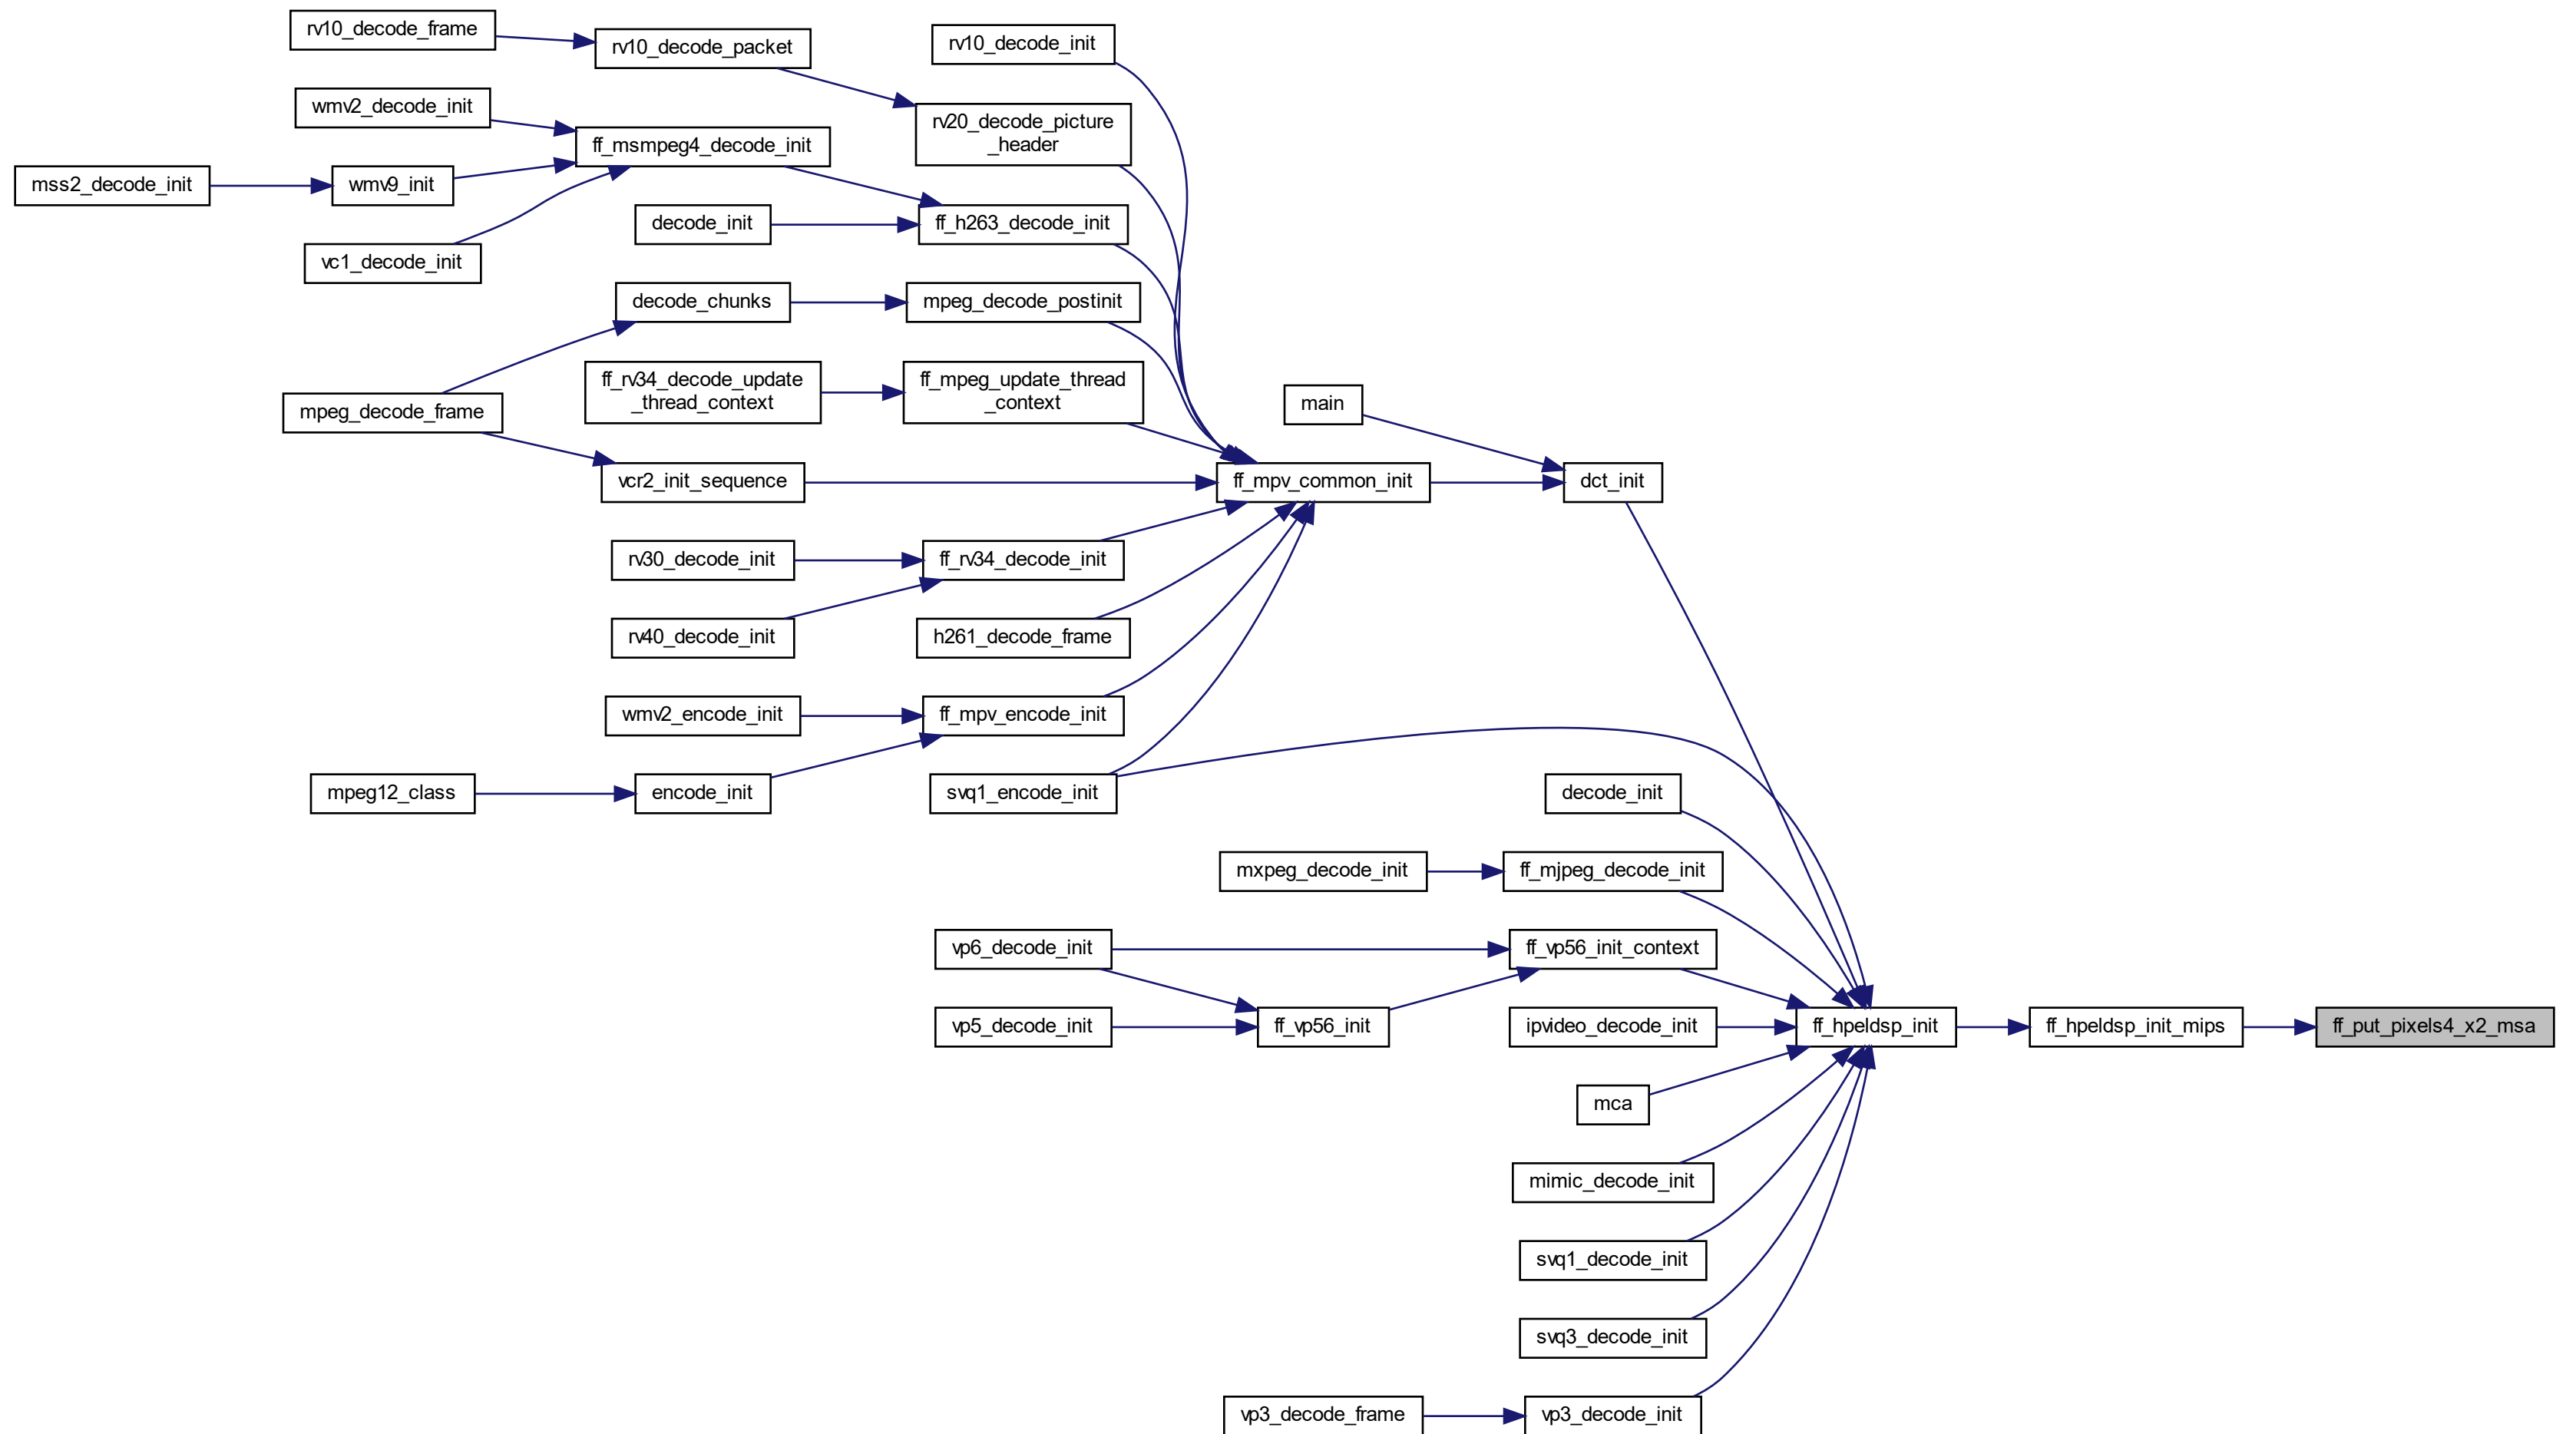 rv10_decode_frame
rv10_decode_packet
rv10_decode_init
wmv2_decode_init
rv20_decode_picture
_header
ff_msmpeg4_decode_init
mss2_decode_init
wmv9_init
decode_init
ff_h263_decode_init
vc1_decode_init
decode_chunks
mpeg_decode_postinit
ff_rv34_decode_update
_thread_context
ff_mpeg_update_thread
_context
main
mpeg_decode_frame
vcr2_init_sequence
ff_mpv_common_init
dct_init
rv30_decode_init
ff_rv34_decode_init
rv40_decode_init
h261_decode_frame
wmv2_encode_init
ff_mpv_encode_init
mpeg12_class
encode_init
svq1_encode_init
decode_init
mxpeg_decode_init
ff_mjpeg_decode_init
vp6_decode_init
ff_vp56_init_context
vp5_decode_init
ff_vp56_init
ipvideo_decode_init
ff_hpeldsp_init
ff_hpeldsp_init_mips
ff_put_pixels4_x2_msa
mca
mimic_decode_init
svq1_decode_init
svq3_decode_init
vp3_decode_frame
vp3_decode_init